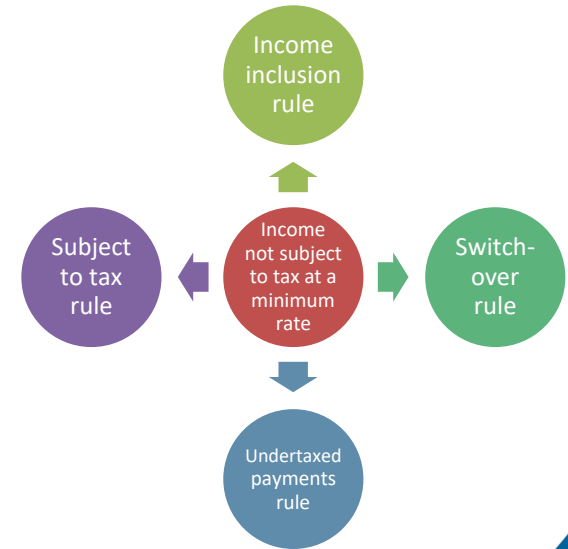 Income
inclusion
rule
Subject
to tax
rule
Income
not subject
to tax at a
minimum
rate
Switch-
over
rule
Undertaxed
payments
rule